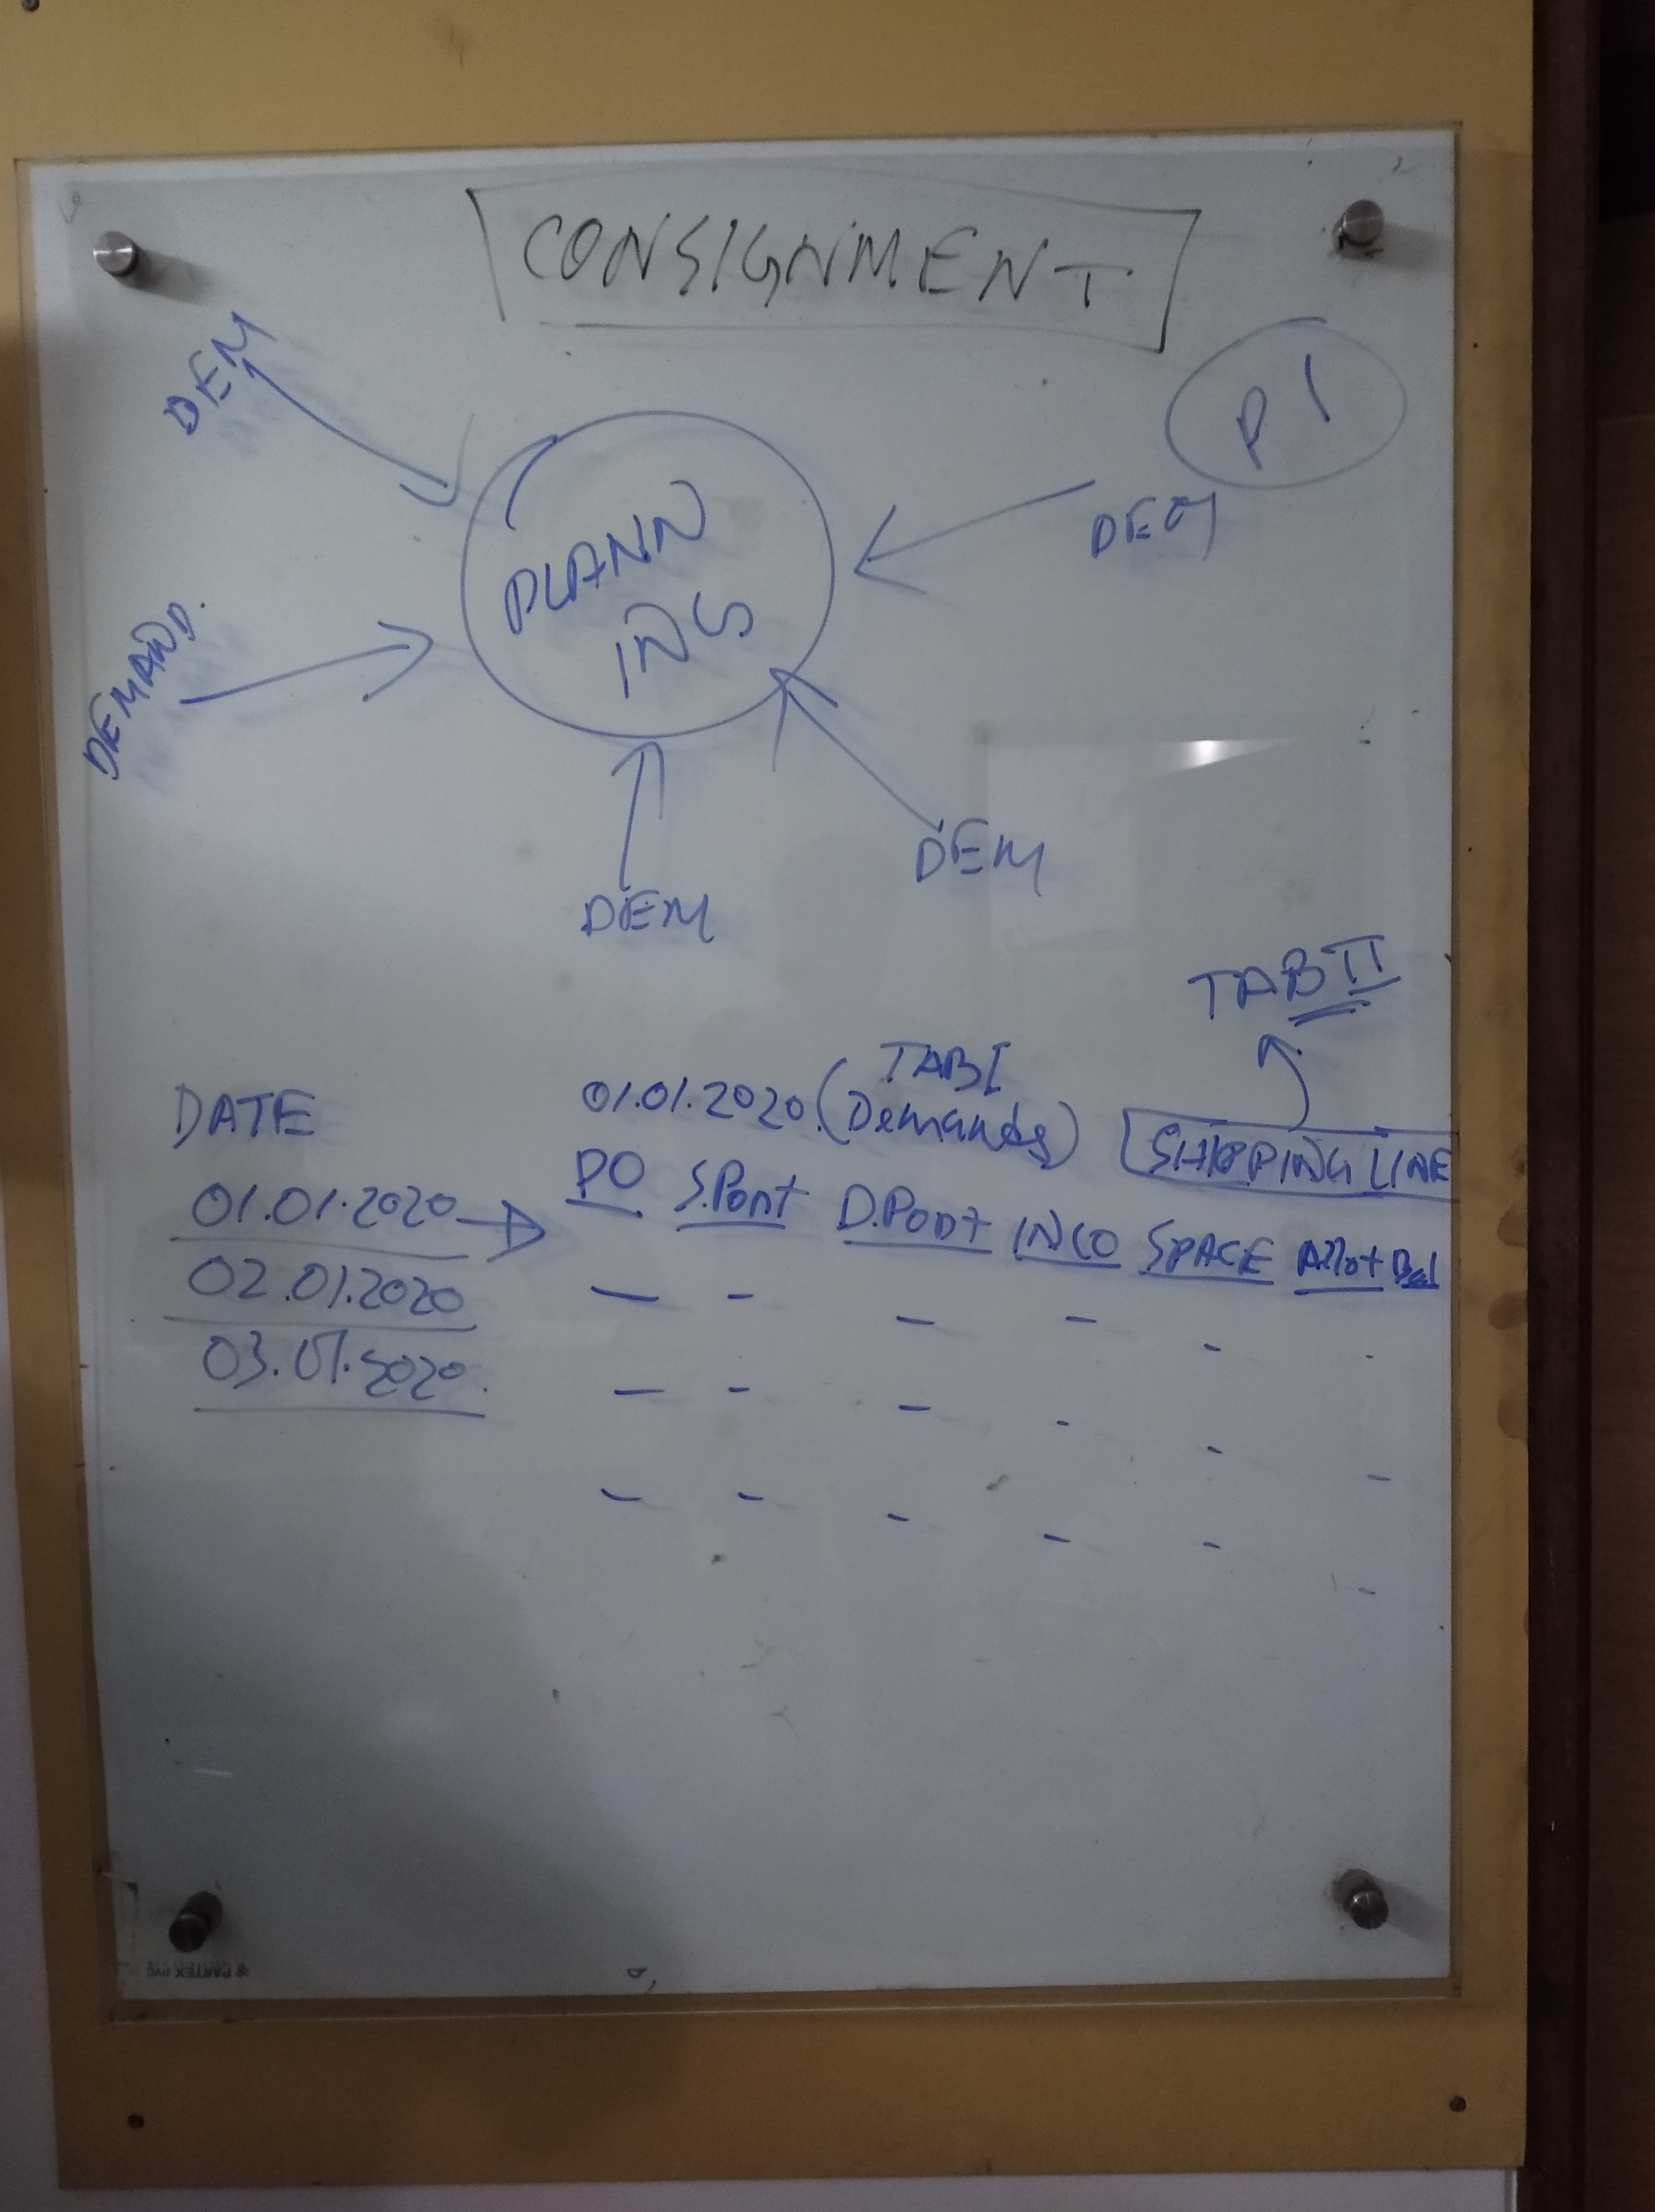 CONSIGNMENT
DEM
P1
PLANN
ING
DEM
DEMAND.
DEM
DEM
TAB II
TAB I
DATE
01.01.2020 (Demands)
SHIPPING LINE
PO S.Port D.Port INCO SPACE Allot Bal
01.01.2020
02.01.2020
03.01.2020.